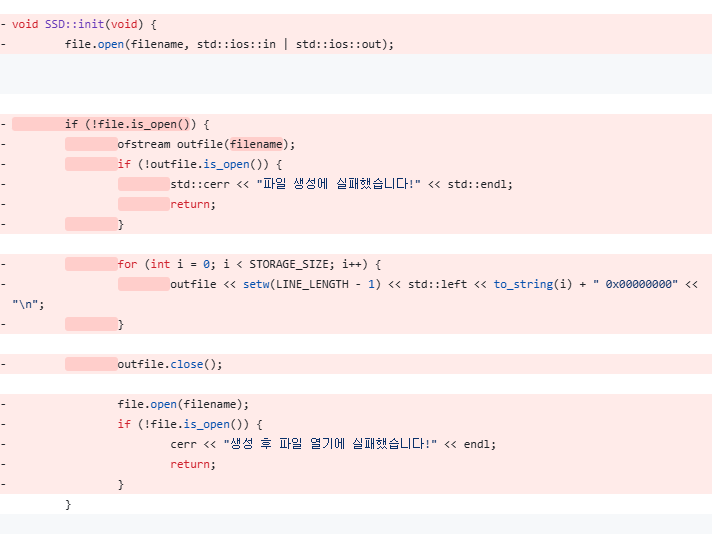 - void SSD::init(void) {
-         file.open(filename, std::ios::in | std::ios::out);
-         if (!file.is_open()) {
-                 ofstream outfile(filename);
-                 if (!outfile.is_open()) {
-                         std::cerr << "파일 생성에 실패했습니다!" << std::endl;
-                         return;
-                 }
-                 for (int i = 0; i < STORAGE_SIZE; i++) {
-                         outfile << setw(LINE_LENGTH - 1) << std::left << to_string(i) + " 0x00000000" <<
"\n";
-                 }
-                 outfile.close();
-                 file.open(filename);
-                 if (!file.is_open()) {
-                         cerr << "생성 후 파일 열기에 실패했습니다!" << endl;
-                         return;
-                 }
          }